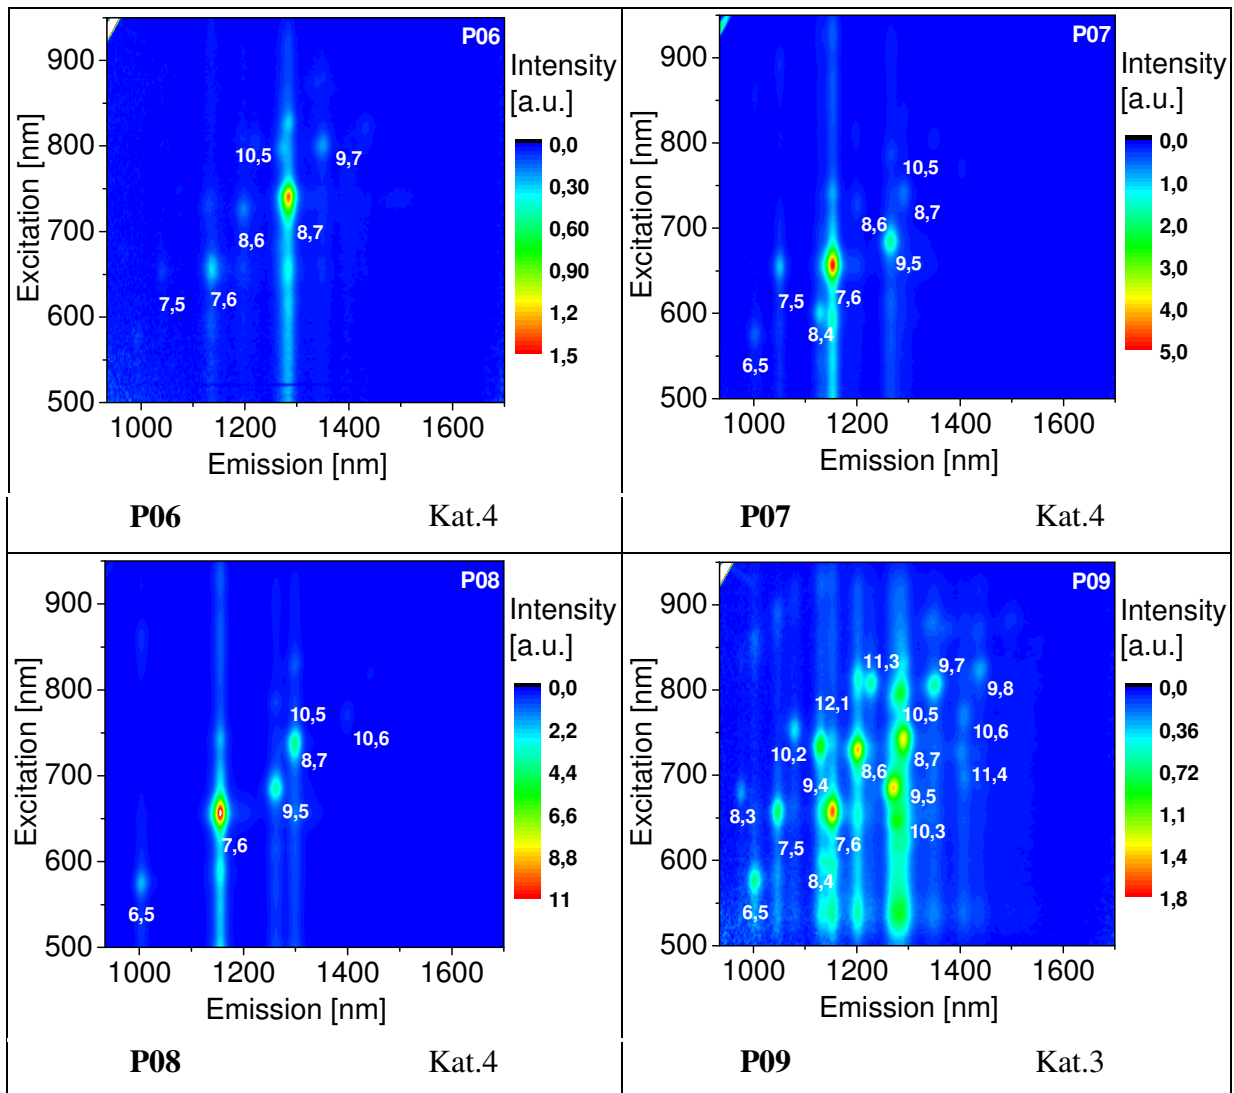 P06
Intensity
[a.u.]
Excitation [nm]
900
800
700
600
500
10,5
9,7
8,6
8,7
7,5
7,6
0,0
0,30
0,60
0,90
1,2
1,5
1000 1200 1400 1600
Emission [nm]
P06 Kat.4
P07
Intensity
[a.u.]
Excitation [nm]
900
800
700
600
500
10,5
8,6
8,7
9,5
7,5
7,6
8,4
6,5
0,0
1,0
2,0
3,0
4,0
5,0
1000 1200 1400 1600
Emission [nm]
P07 Kat.4
P08
Intensity
[a.u.]
Excitation [nm]
900
800
700
600
500
10,5
10,6
8,7
9,5
7,6
6,5
0,0
2,2
4,4
6,6
8,8
11
1000 1200 1400 1600
Emission [nm]
P08 Kat.4
P09
Intensity
[a.u.]
Excitation [nm]
900
800
700
600
500
11,3
9,7
9,8
12,1
10,5
10,6
10,2
8,6
8,7
11,4
9,4
9,5
8,3
10,3
7,5
7,6
8,4
6,5
0,0
0,36
0,72
1,1
1,4
1,8
1000 1200 1400 1600
Emission [nm]
P09 Kat.3